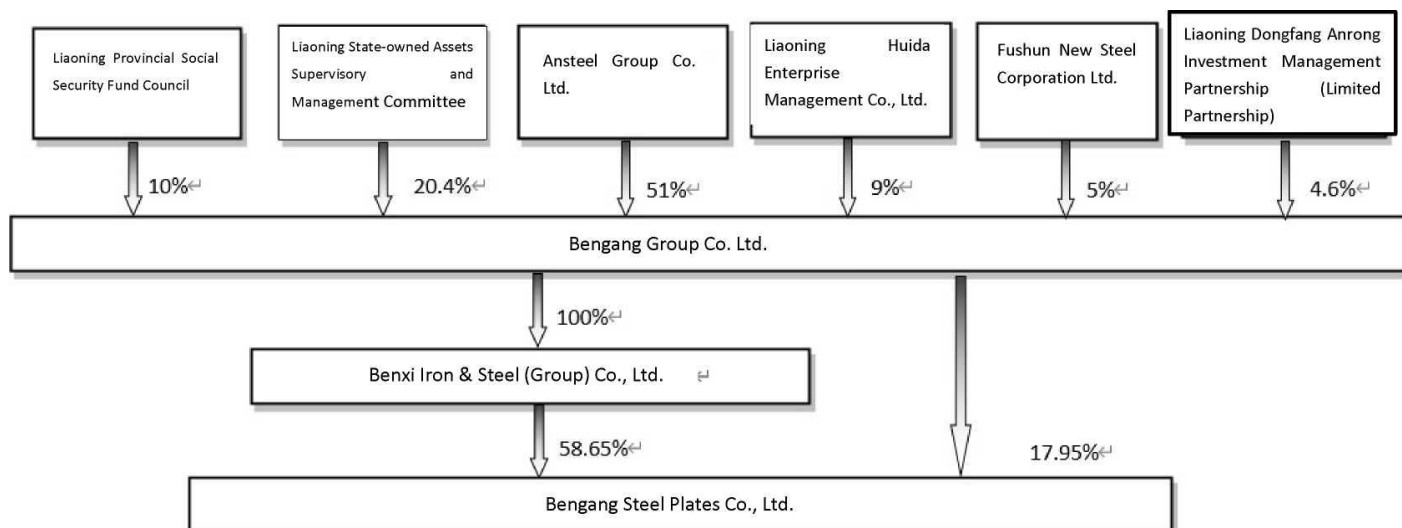 Liaoning Provincial Social
Security Fund Council
Liaoning State-owned Assets
Supervisory and
Management Committee
Ansteel Group Co.
Ltd.
Liaoning Huida
Enterprise
Management Co., Ltd.
Fushun New Steel
Corporation Ltd.
Liaoning Dongfang Anrong
Investment Management
Partnership (Limited
Partnership)
10%↵
20.4%↵
51%↵
9%↵
5%↵
4.6%↵
Bengang Group Co. Ltd.
100%↵
Benxi Iron & Steel (Group) Co., Ltd. ↵
58.65%↵
17.95%↵
Bengang Steel Plates Co., Ltd.